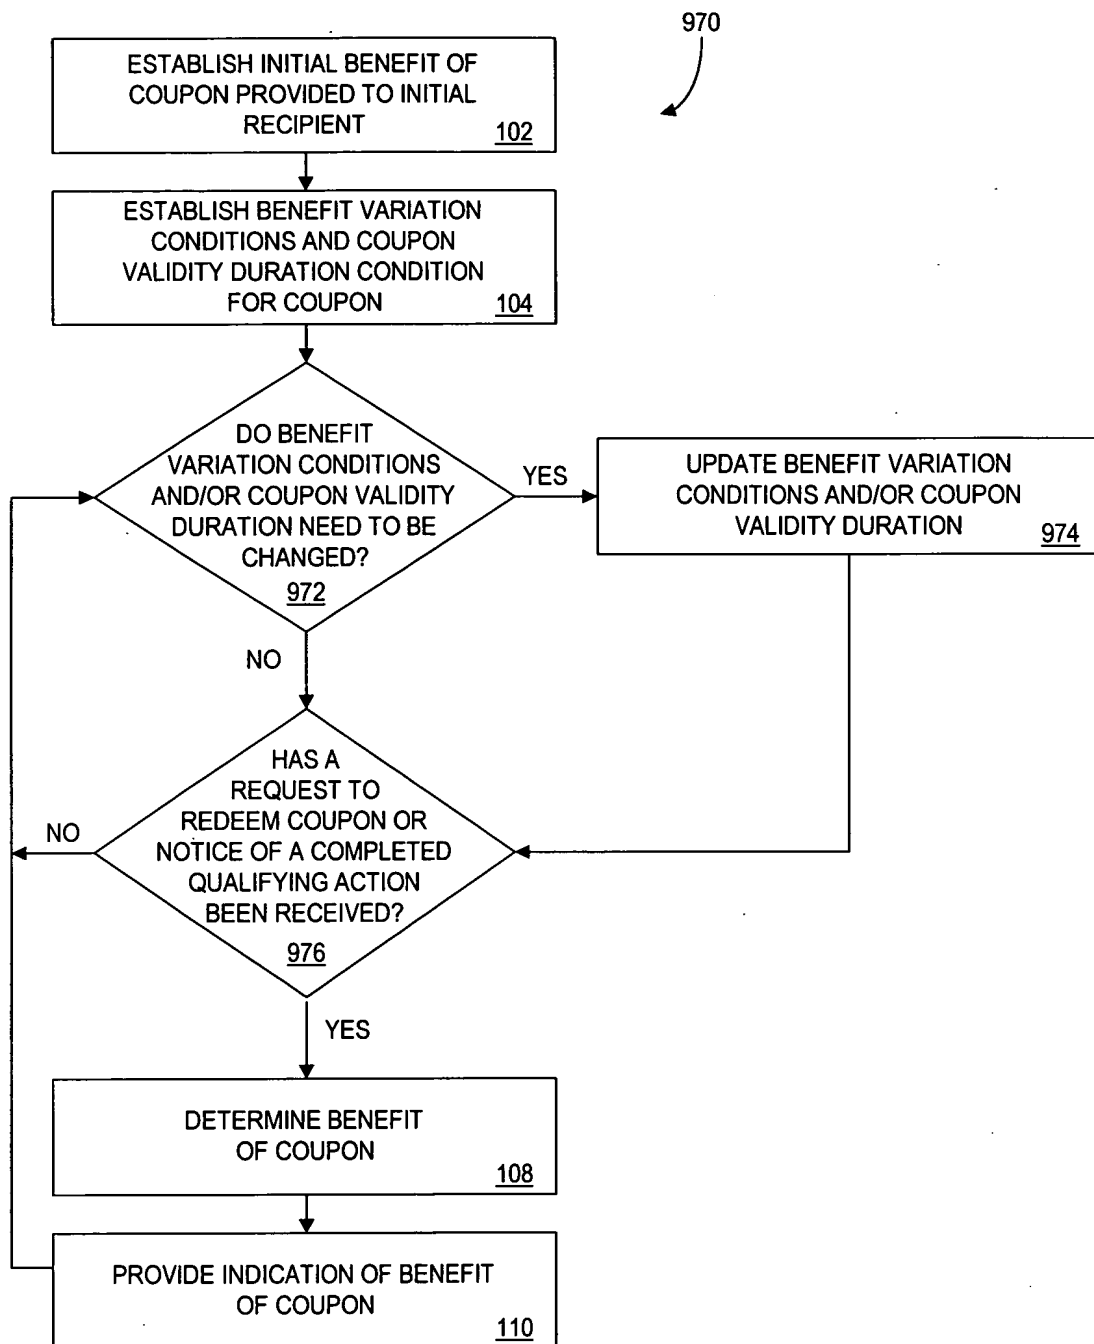 970
ESTABLISH INITIAL BENEFIT OF
COUPON PROVIDED TO INITIAL
RECIPIENT
102
ESTABLISH BENEFIT VARIATION
CONDITIONS AND COUPON
VALIDITY DURATION CONDITION
FOR COUPON
104
DO BENEFIT
VARIATION CONDITIONS
AND/OR COUPON VALIDITY
DURATION NEED TO BE
CHANGED?
972
YES
UPDATE BENEFIT VARIATION
CONDITIONS AND/OR COUPON
VALIDITY DURATION
974
NO
HAS A
REQUEST TO
REDEEM COUPON OR
NOTICE OF A COMPLETED
QUALIFYING ACTION
BEEN RECEIVED?
976
NO
YES
DETERMINE BENEFIT
OF COUPON
108
PROVIDE INDICATION OF BENEFIT
OF COUPON
110